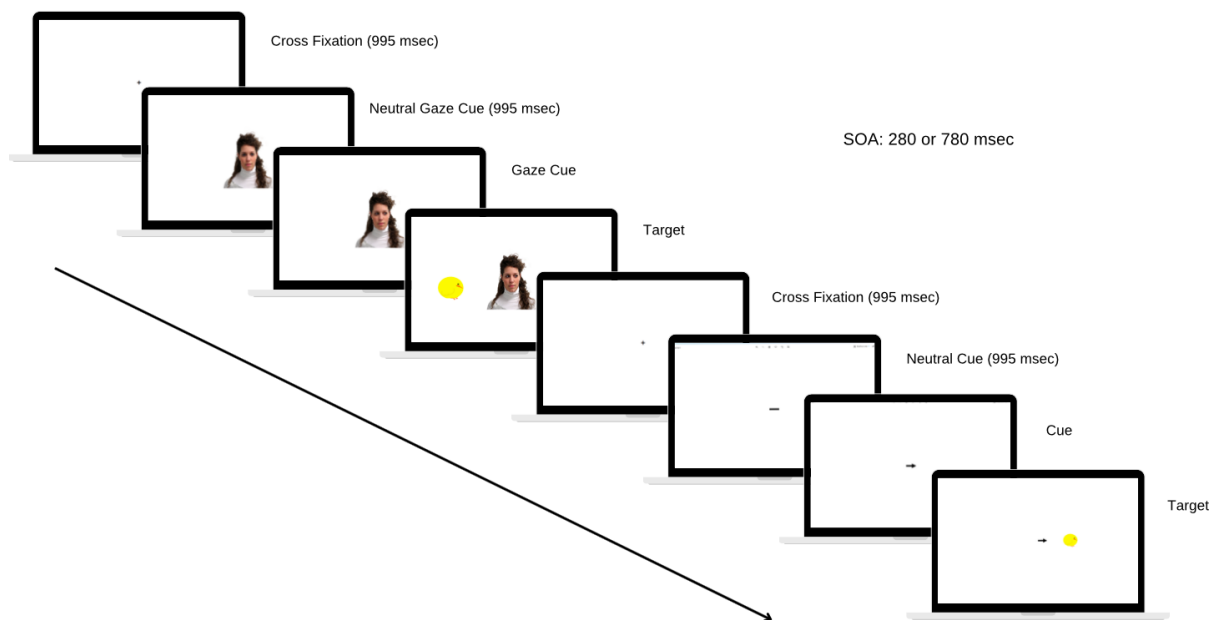 Cross Fixation (995 msec)
Neutral Gaze Cue (995 msec)
SOA: 280 or 780 msec
Gaze Cue
Target
Cross Fixation (995 msec)
Neutral Cue (995 msec)
Cue
Target